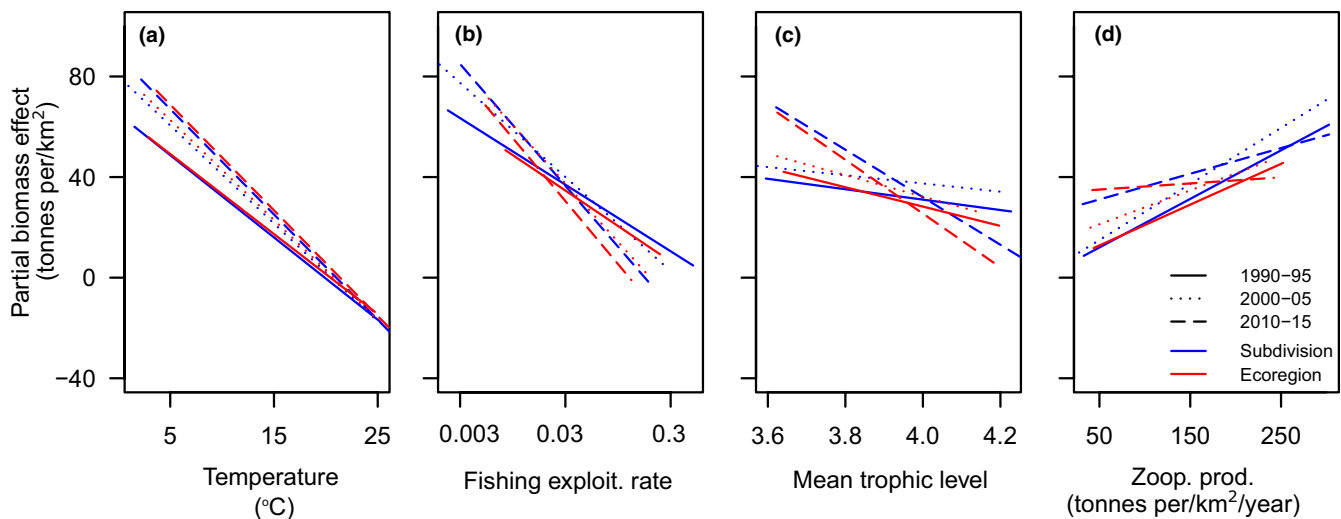 (a)
(b)
(c)
(d)
Partial biomass effect
(tonnes per/km²)
80
40
0
−40
1990−95
2000−05
2010−15
Subdivision
Ecoregion
5 15 25
0.003 0.03 0.3
3.6 3.8 4.0 4.2
50 150 250
Temperature
(°C)
Fishing exploit. rate
Mean trophic level
Zoop. prod.
(tonnes per/km²/year)